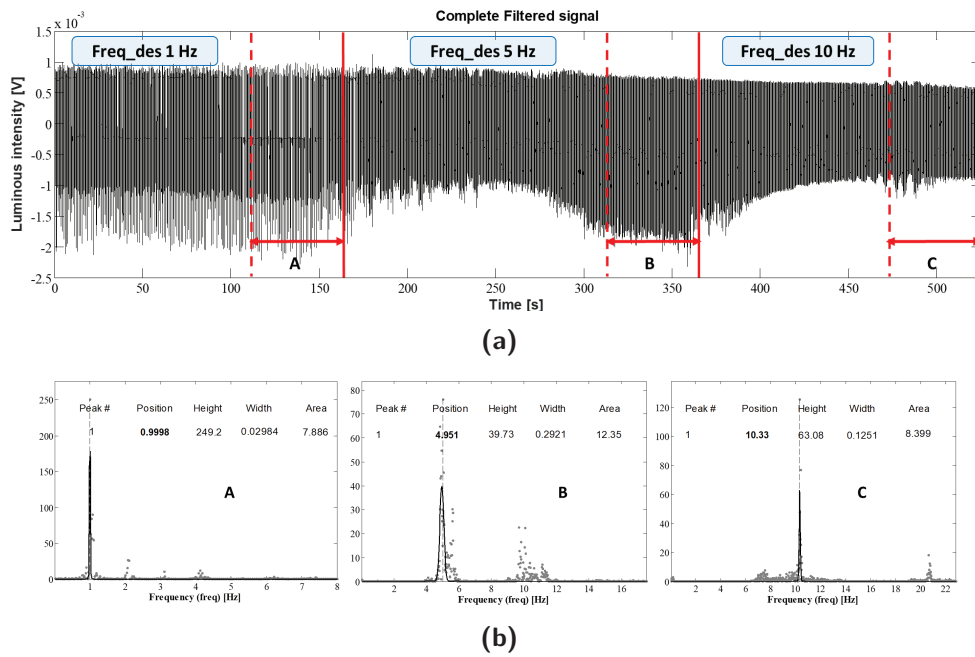 Complete Filtered signal
x 10⁻³
Freq_des 1 Hz Freq_des 5 Hz Freq_des 10 Hz
Luminous intensity [V]
1.5
1
0.5
0
-0.5
-1
-1.5
-2
-2.5
A B C
0 50 100 150 200 250 300 350 400 450 500
Time [s]
(a)
250
200
150
100
50
0
Peak # Position Height Width Area
1 0.9998 249.2 0.02984 7.886
A
1 2 3 4 5 6 7 8
Frequency (freq) [Hz]
80
70
60
50
40
30
20
10
0
Peak # Position Height Width Area
1 4.951 39.73 0.2921 12.35
B
2 4 6 8 10 12 14 16
Frequency (freq) [Hz]
120
100
80
60
40
20
0
Peak # Position Height Width Area
1 10.33 63.08 0.1251 8.399
C
2 4 6 8 10 12 14 16 18 20 22
Frequency (freq) [Hz]
(b)